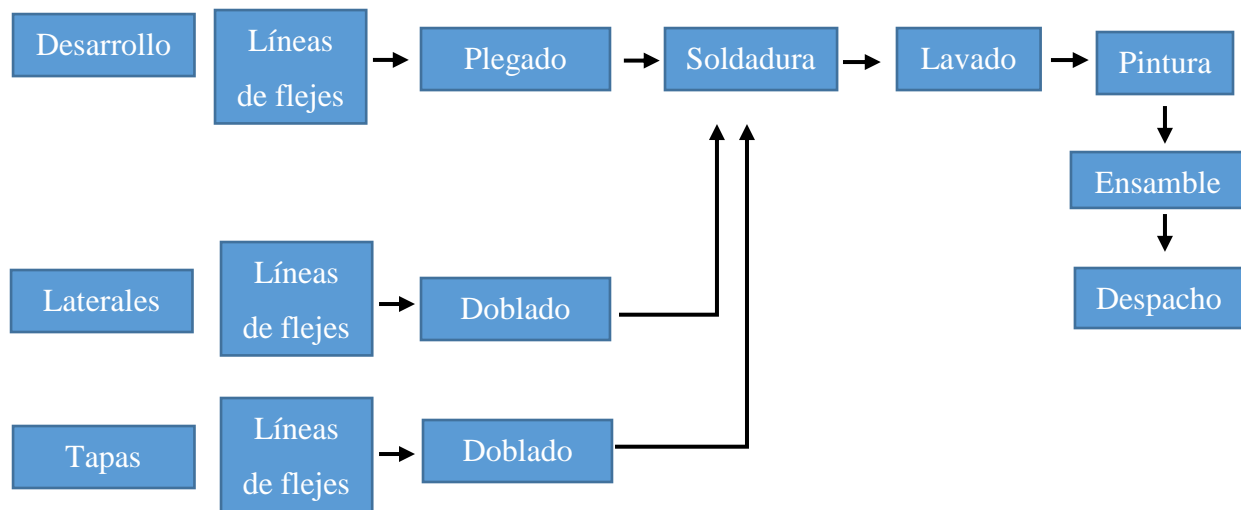 Desarrollo
Líneas
de flejes
Plegado
Soldadura
Lavado
Pintura
Ensamble
Despacho
Laterales
Líneas
de flejes
Doblado
Tapas
Líneas
de flejes
Doblado